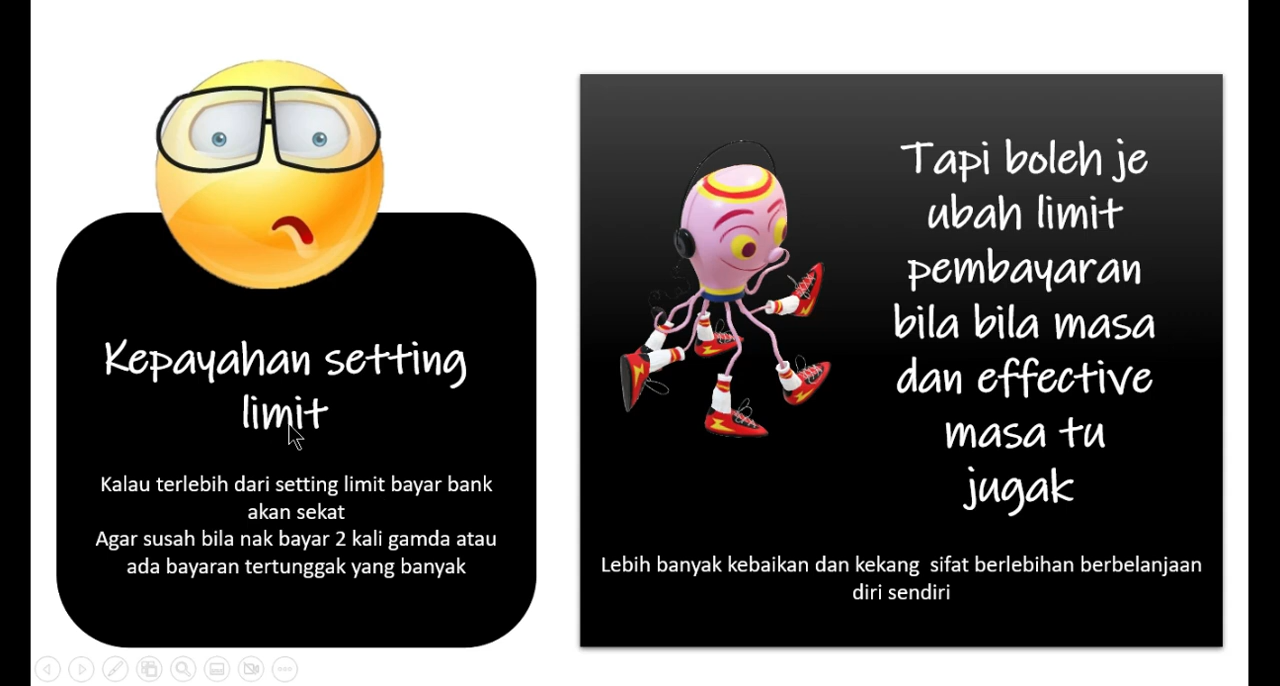 Kepayahan setting
limit
Kalau terlebih dari setting limit bayar bank
akan sekat
Agar susah bila nak bayar 2 kali gamda atau
ada bayaran tertunggak yang banyak
Tapi boleh je
ubah limit
pembayaran
bila bila masa
dan effective
masa tu
jugak
Lebih banyak kebaikan dan kekang  sifat berlebihan berbelanjaan
diri sendiri